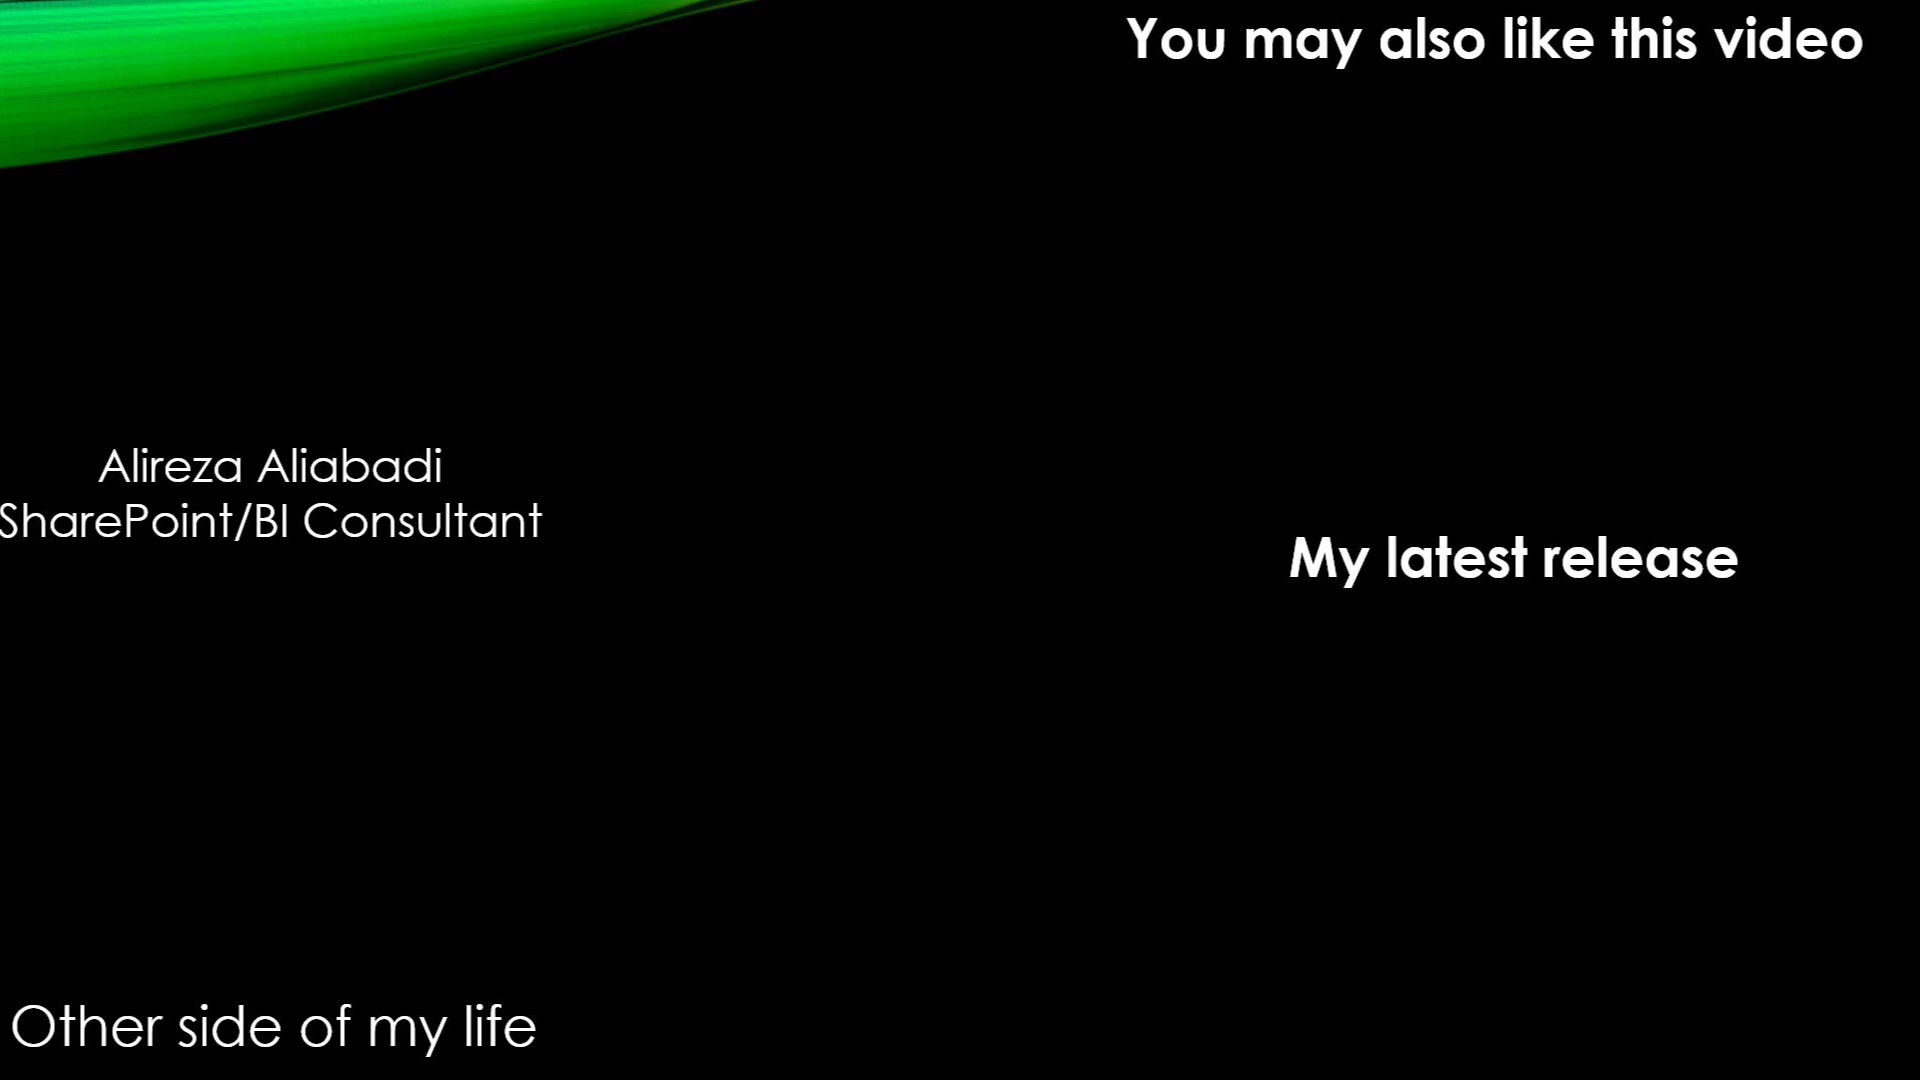 You may also like this video
Alireza Aliabadi
SharePoint/BI Consultant
My latest release
Other side of my life